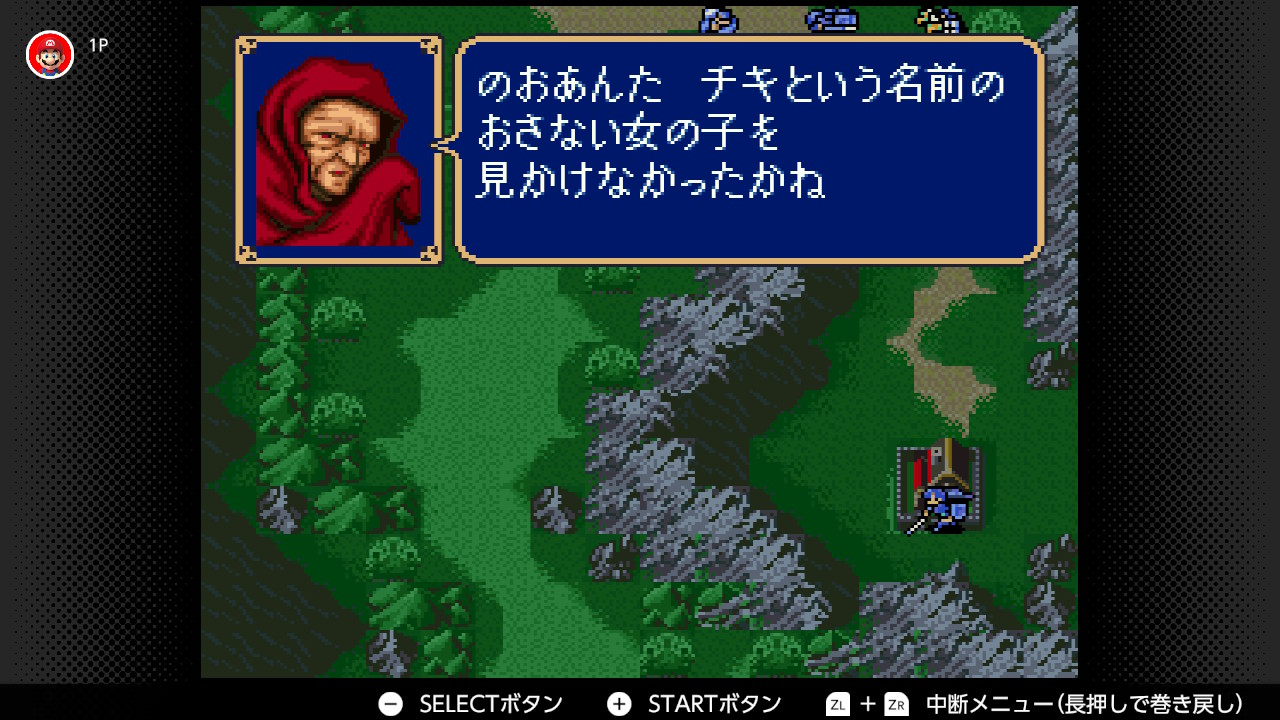 1P
のおあんた　チキという名前の
おさない女の子を
見かけなかったかね
SELECTボタン STARTボタン ZL + ZR 中断メニュー(長押しで巻き戻し)